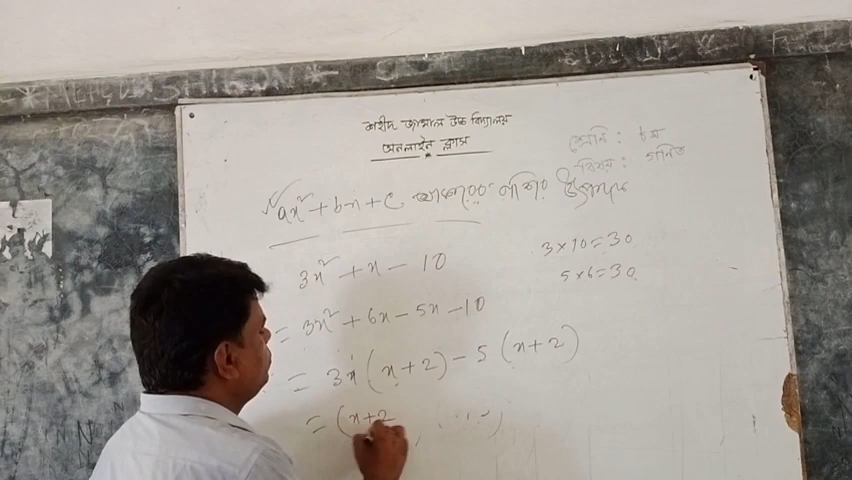 শহীদ জামাল উচ্চ বিদ্যালয়
অনলাইন ক্লাস
শ্রেনি : ৮ম
বিষয় : গনিত
ax² + bx + c আকারের রাশির উৎপাদক
3x² + x - 10
3 × 10 = 30
5 × 6 = 30
= 3x² + 6x - 5x - 10
= 3x (x + 2) - 5 (x + 2)
= (x + 2